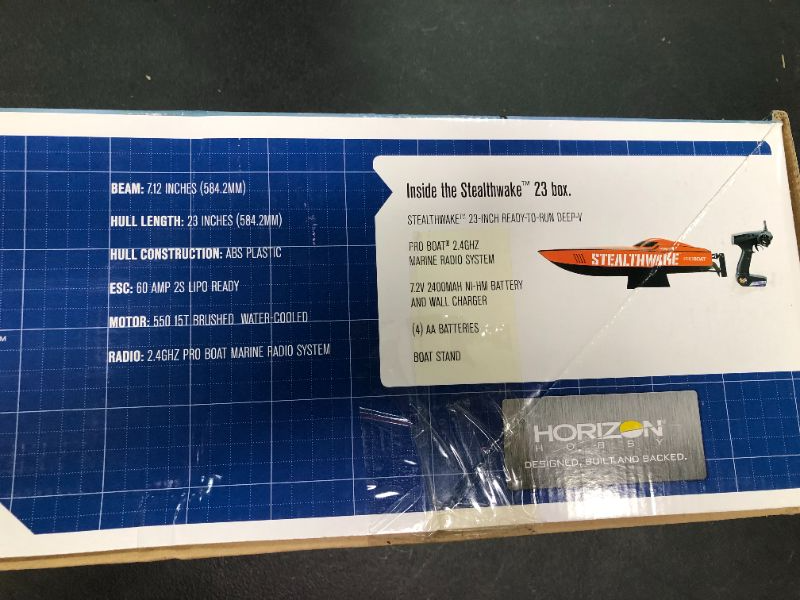 BEAM: 7.12 INCHES (584.2MM)
HULL LENGTH: 23 INCHES (584.2MM)
HULL CONSTRUCTION: ABS PLASTIC
ESC: 60 AMP 2S LIPO READY
MOTOR: 550 15T BRUSHED WATER-COOLED
RADIO: 2.4GHZ PRO BOAT MARINE RADIO SYSTEM
Inside the Stealthwake™ 23 box.
STEALTHWAKE™ 23-INCH READY-TO-RUN DEEP-V
PRO BOAT® 2.4GHZ
MARINE RADIO SYSTEM
7.2V 2400MAH NI-HM BATTERY
AND WALL CHARGER
(4) AA BATTERIES
BOAT STAND
STEALTHWAKE
HORIZON
HOBBY
DESIGNED, BUILT AND BACKED.